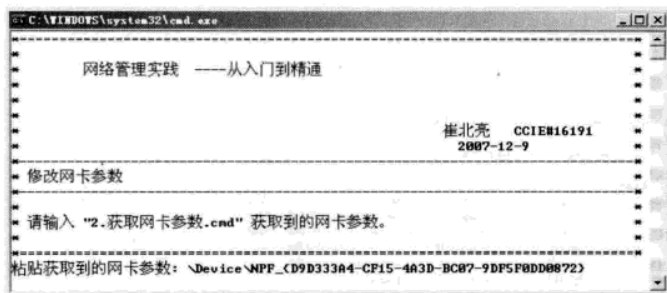 C:\WINDOWS\system32\cmd.exe
网络管理实践 ----从入门到精通
崔北亮 CCIE#16191
2007-12-9
修改网卡参数
请输入 "2.获取网卡参数.cmd" 获取到的网卡参数。
粘贴获取到的网卡参数: \Device\NPF_{D9D333A4-CF15-4A3D-BC07-9DF5F0DD0872}